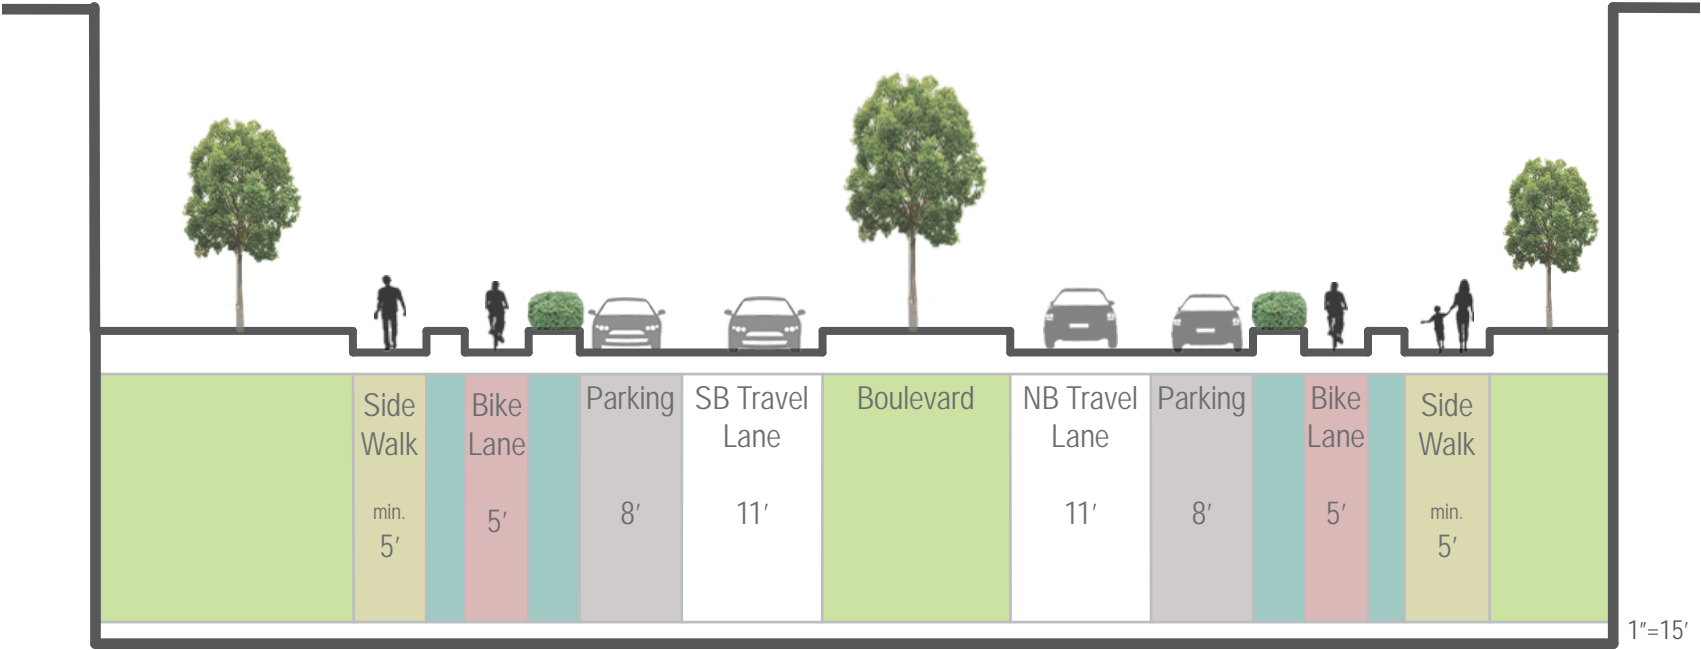 Side
Walk
min.
5′
Bike
Lane
5′
Parking
8′
SB Travel
Lane
11′
Boulevard
NB Travel
Lane
11′
Parking
8′
Bike
Lane
5′
Side
Walk
min.
5′
1″=15′